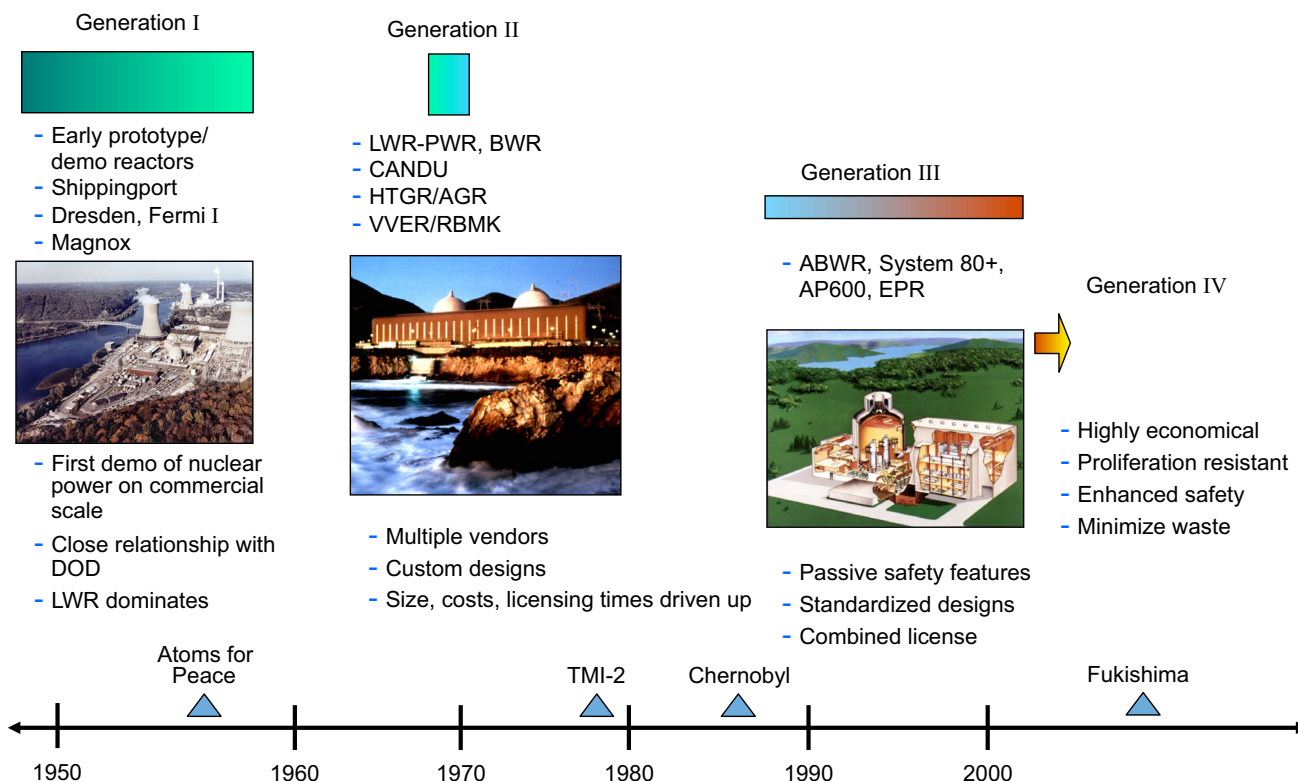 Generation I
- Early prototype/
demo reactors
- Shippingport
- Dresden, Fermi I
- Magnox
- First demo of nuclear
power on commercial
scale
- Close relationship with
DOD
- LWR dominates
Generation II
- LWR-PWR, BWR
- CANDU
- HTGR/AGR
- VVER/RBMK
- Multiple vendors
- Custom designs
- Size, costs, licensing times driven up
Generation III
- ABWR, System 80+,
AP600, EPR
- Passive safety features
- Standardized designs
- Combined license
Generation IV
- Highly economical
- Proliferation resistant
- Enhanced safety
- Minimize waste
Atoms for
Peace
TMI-2
Chernobyl
Fukishima
1950
1960
1970
1980
1990
2000